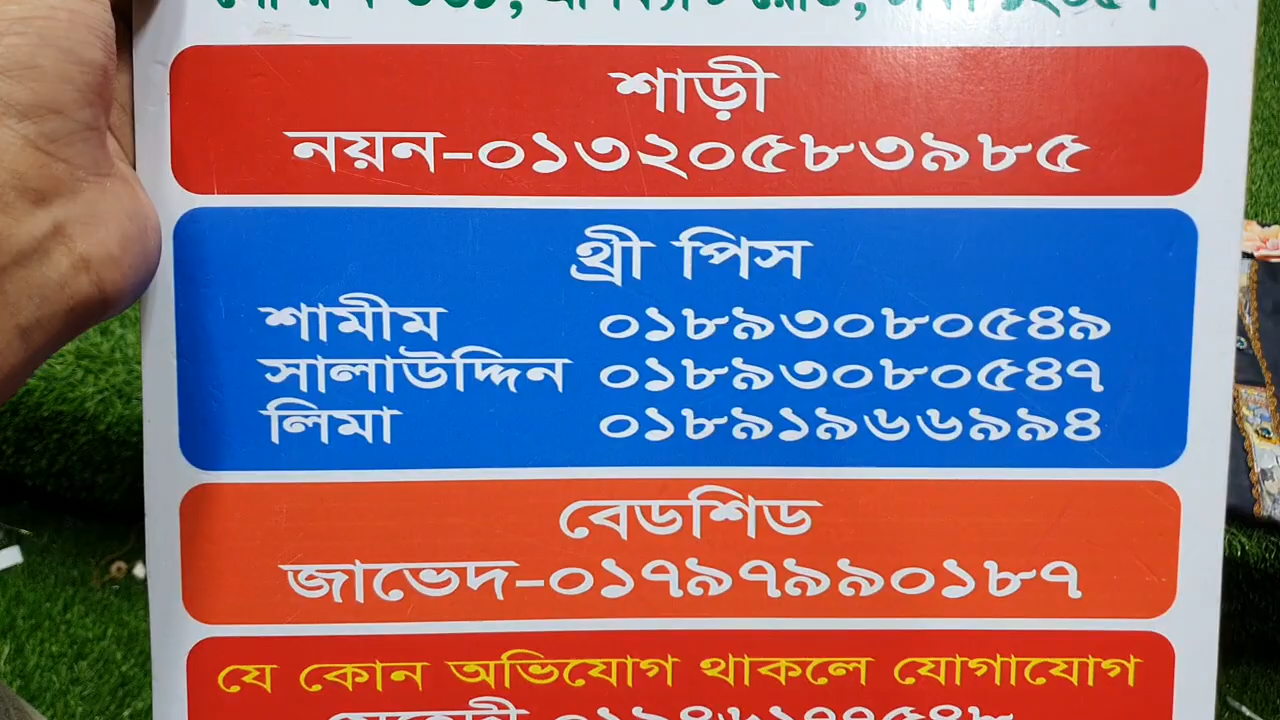 শাড়ী
নয়ন-০১৩২০৫৮৩৯৮৫
থ্রী পিস
শামীম ০১৮৯৩০৮০৫৪৯
সালাউদ্দিন ০১৮৯৩০৮০৫৪৭
লিমা ০১৮৯১৯৬৬৯৯৪
বেডশিড
জাভেদ-০১৭৯৭৯৯০১৮৭
যে কোন অভিযোগ থাকলে যোগাযোগ